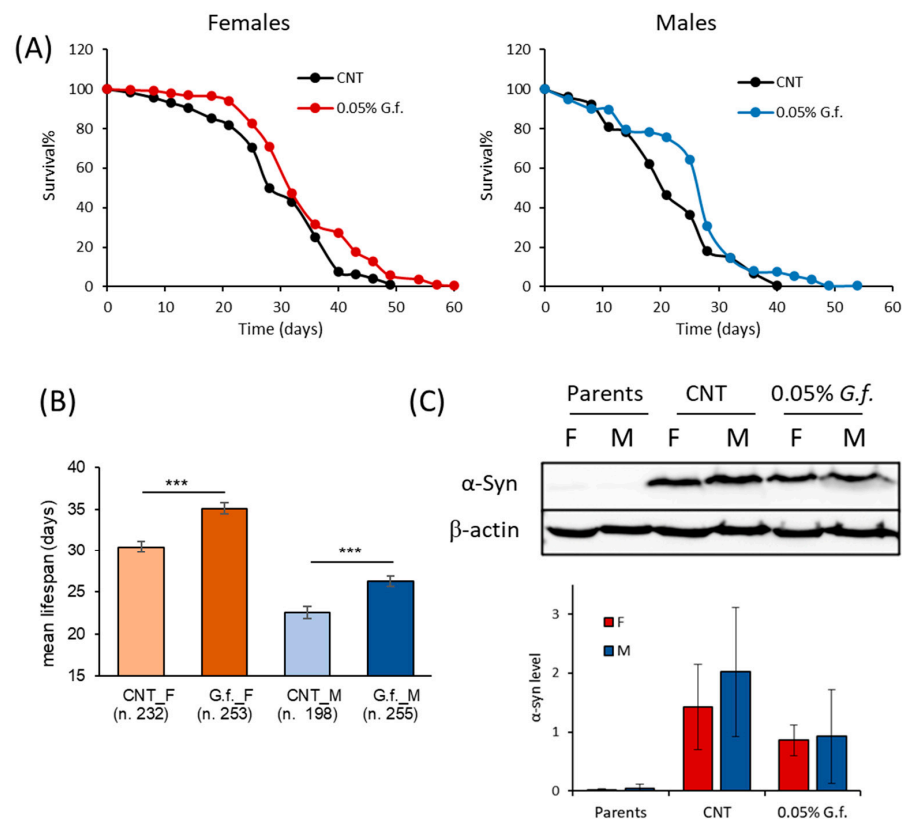 (A)
Females
Survival%
120
100
80
60
40
20
0
0 10 20 30 40 50 60
Time (days)
CNT
0.05% G.f.
Males
Survival%
120
100
80
60
40
20
0
0 10 20 30 40 50 60
Time (days)
CNT
0.05% G.f.
(B)
mean lifespan (days)
40
35
30
25
21
15
***
***
CNT_F G.f._F CNT_M G.f._M
(n. 232) (n. 253) (n. 198) (n. 255)
(C)
Parents CNT 0.05% G.f.
F M F M F M
α-Syn
β-actin
α-syn level
3
2
1
0
F
M
Parents CNT 0.05% G.f.